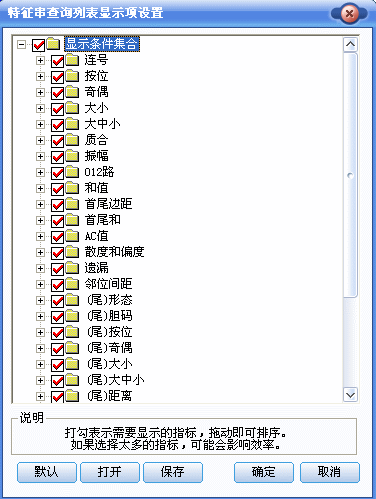 特征串查询列表显示项设置
显示条件集合
连号
按位
奇偶
大小
大中小
质合
振幅
012路
和值
首尾边距
首尾和
AC值
散度和偏度
遗漏
邻位间距
(尾)形态
(尾)胆码
(尾)按位
(尾)奇偶
(尾)大小
(尾)大中小
(尾)距离
说明
打勾表示需要显示的指标，拖动即可排序。
如果选择太多的指标，可能会影响效率。
默认 打开 保存 确定 取消